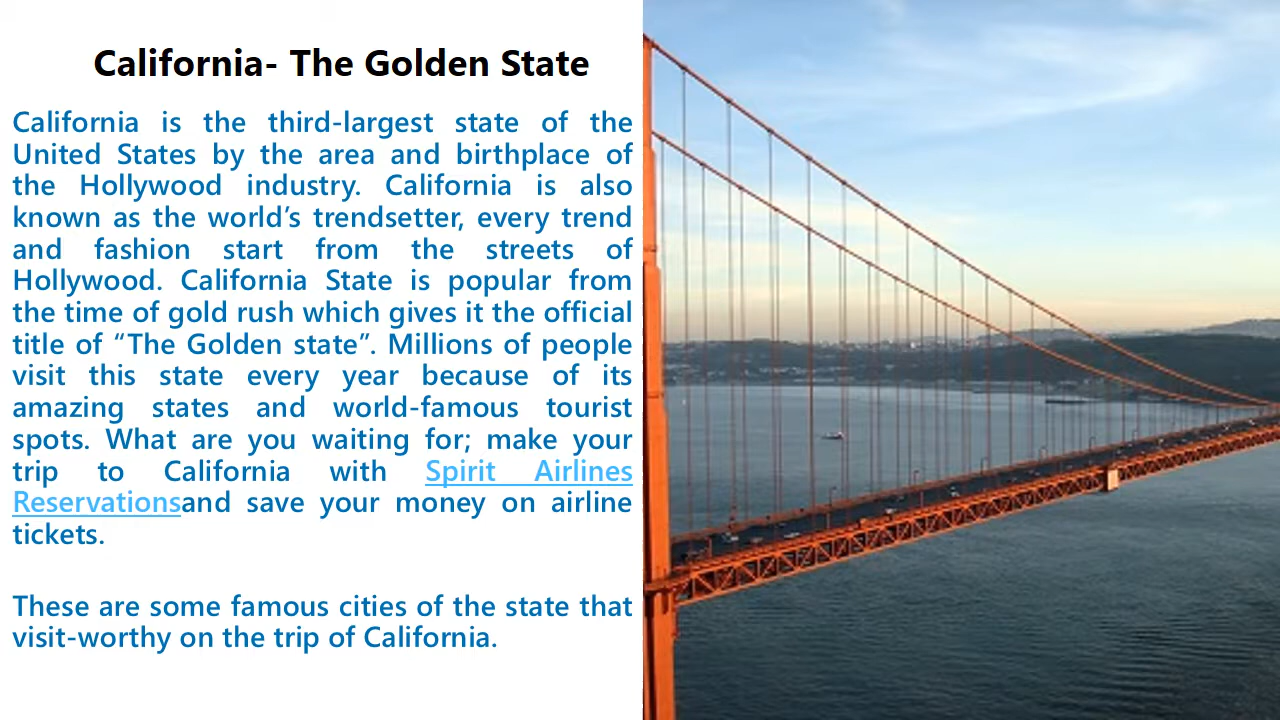 California- The Golden State
California is the third-largest state of the
United States by the area and birthplace of
the Hollywood industry. California is also
known as the world’s trendsetter, every trend
and fashion start from the streets of
Hollywood. California State is popular from
the time of gold rush which gives it the official
title of “The Golden state”. Millions of people
visit this state every year because of its
amazing states and world-famous tourist
spots. What are you waiting for; make your
trip to California with Spirit Airlines
Reservationsand save your money on airline
tickets.
These are some famous cities of the state that
visit-worthy on the trip of California.